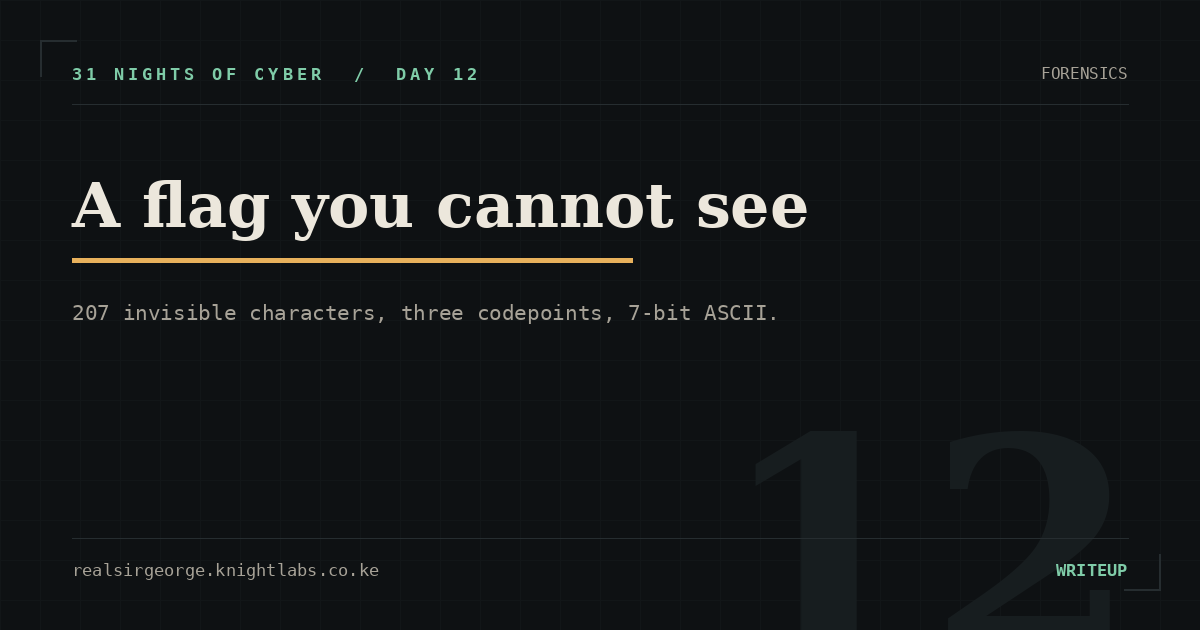 31 NIGHTS OF CYBER / DAY 12
FORENSICS
A flag you cannot see
207 invisible characters, three codepoints, 7-bit ASCII.
12
realsirgeorge.knightlabs.co.ke
WRITEUP